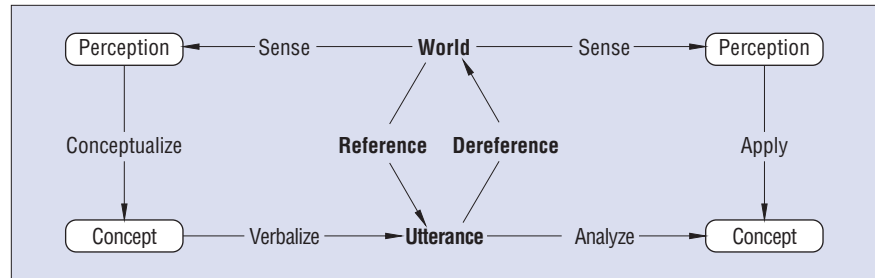 Perception Sense World Sense Perception
Conceptualize Reference Dereference Apply
Concept Verbalize Utterance Analyze Concept